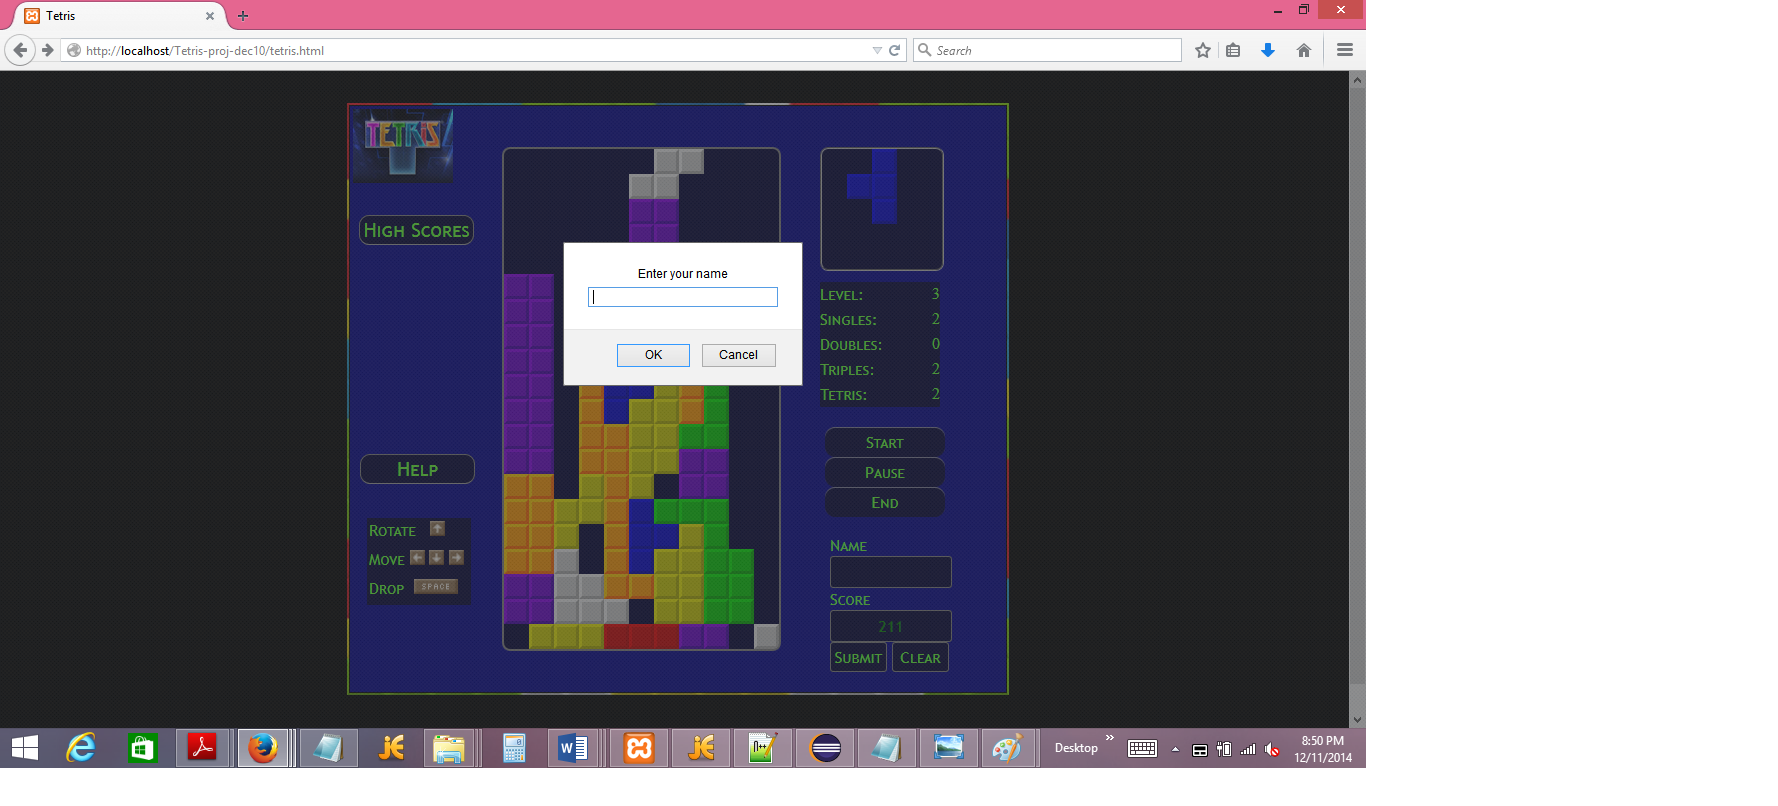 Tetris
http://localhost/Tetris-proj-dec10/tetris.html
Search
TETRIS
High Scores
Enter your name
OK Cancel
Level: 3
Singles: 2
Doubles: 0
Triples: 2
Tetris: 2
Start
Pause
End
Help
Rotate
Move
Drop SPACE
Name
Score
211
Submit Clear
Desktop
8:50 PM
12/11/2014